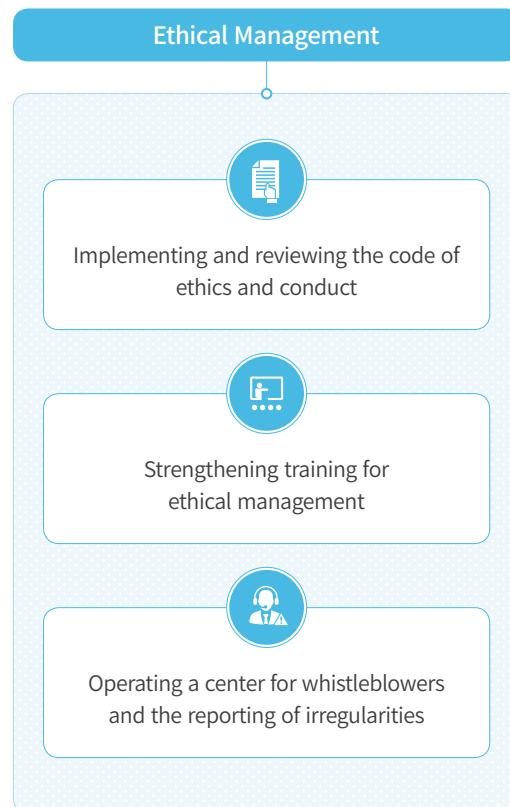 Ethical Management
Implementing and reviewing the code of
ethics and conduct
Strengthening training for
ethical management
Operating a center for whistleblowers
and the reporting of irregularities